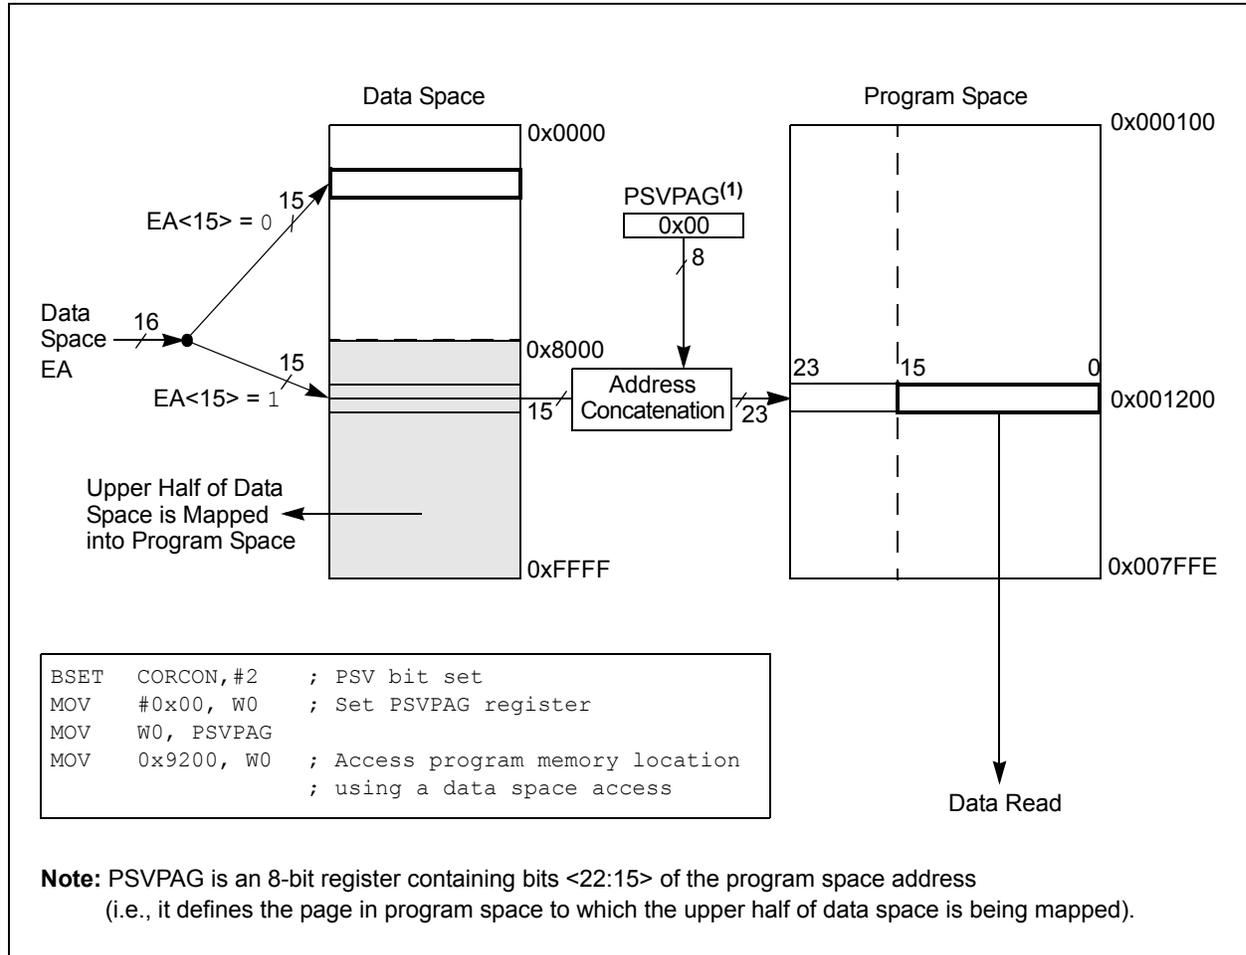 Data Space
Program Space
0x0000
0x000100
15
EA<15> = 0
PSVPAG(1)
0x00
8
Data
Space
EA
16
0x8000
15
EA<15> = 1
15
Address
Concatenation
23
23
15
0
0x001200
Upper Half of Data
Space is Mapped
into Program Space
0xFFFF
0x007FFE
BSET CORCON,#2 ; PSV bit set
MOV #0x00, W0 ; Set PSVPAG register
MOV W0, PSVPAG
MOV 0x9200, W0 ; Access program memory location
; using a data space access
Data Read
Note: PSVPAG is an 8-bit register containing bits <22:15> of the program space address
(i.e., it defines the page in program space to which the upper half of data space is being mapped).